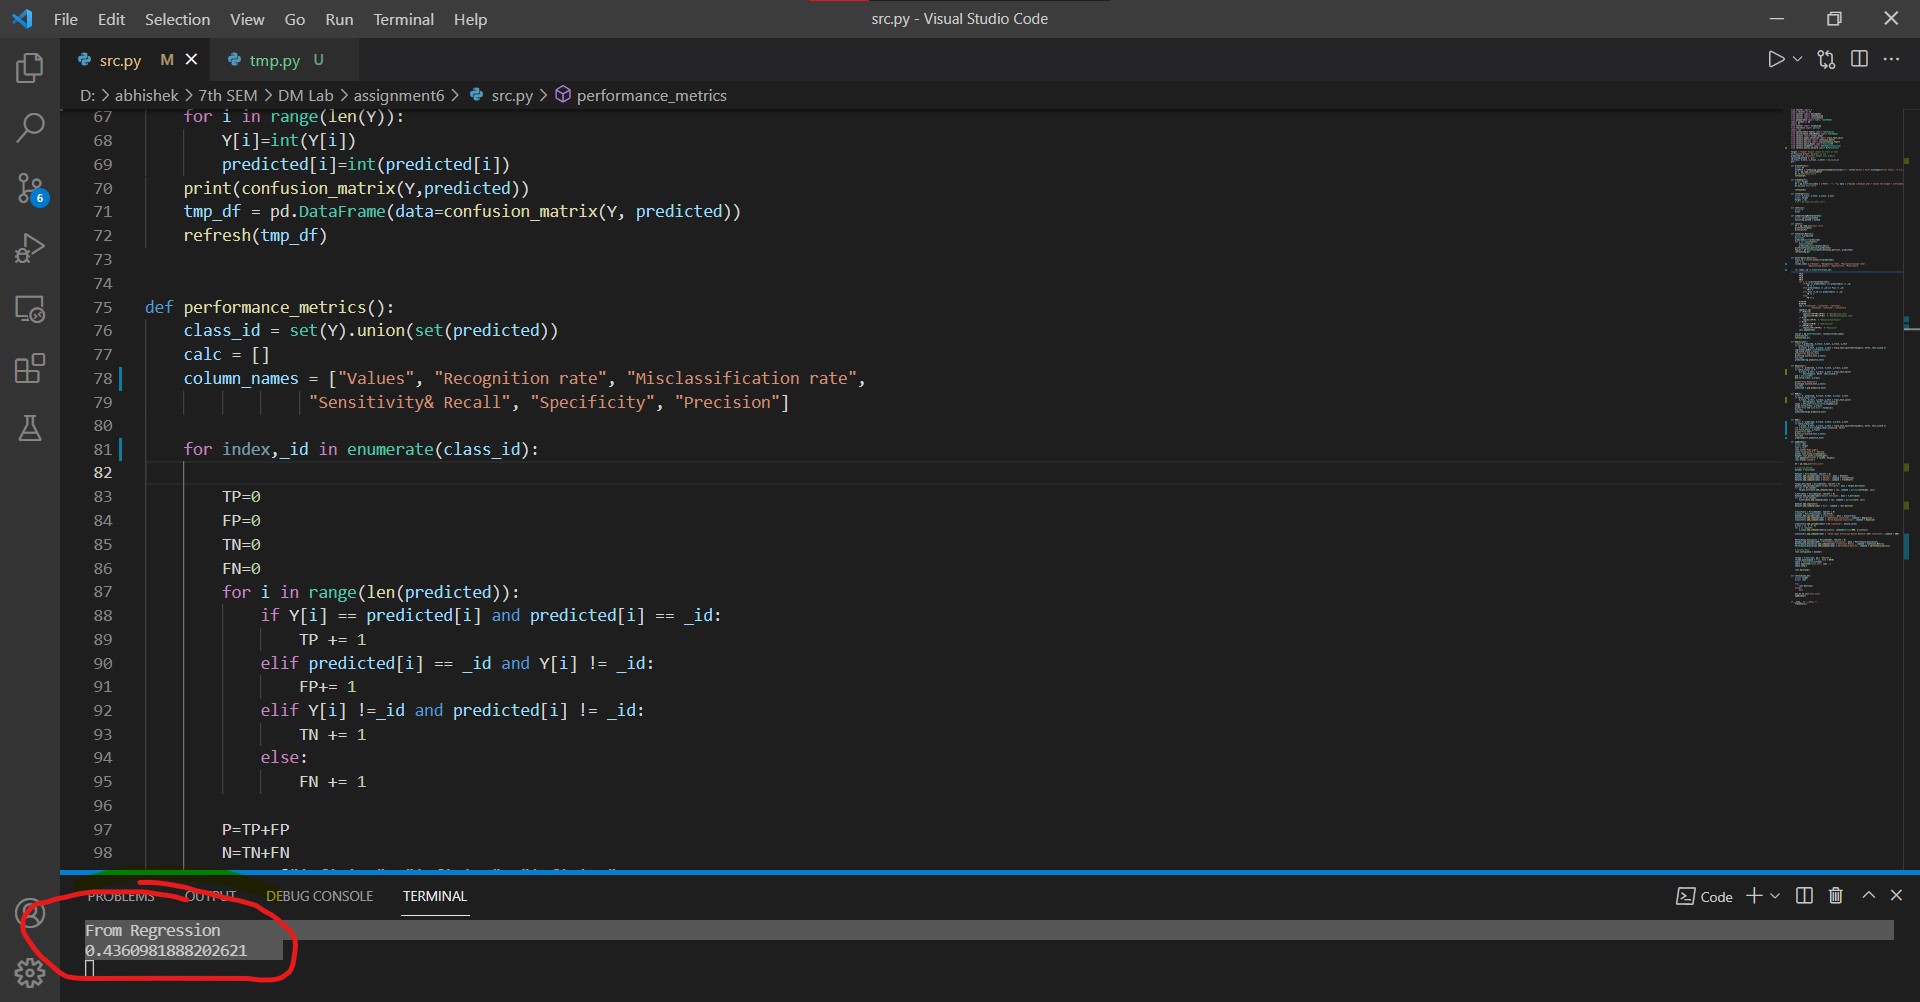 File Edit Selection View Go Run Terminal Help
src.py - Visual Studio Code
src.py M
tmp.py U
D: > abhishek > 7th SEM > DM Lab > assignment6 > src.py > performance_metrics
67 for i in range(len(Y)):
68 Y[i]=int(Y[i])
69 predicted[i]=int(predicted[i])
70 print(confusion_matrix(Y,predicted))
71 tmp_df = pd.DataFrame(data=confusion_matrix(Y, predicted))
72 refresh(tmp_df)
73
74
75 def performance_metrics():
76 class_id = set(Y).union(set(predicted))
77 calc = []
78 column_names = ["Values", "Recognition rate", "Misclassification rate",
79 "Sensitivity& Recall", "Specificity", "Precision"]
80
81 for index,_id in enumerate(class_id):
82
83 TP=0
84 FP=0
85 TN=0
86 FN=0
87 for i in range(len(predicted)):
88 if Y[i] == predicted[i] and predicted[i] == _id:
89 TP += 1
90 elif predicted[i] == _id and Y[i] != _id:
91 FP+= 1
92 elif Y[i] !=_id and predicted[i] != _id:
93 TN += 1
94 else:
95 FN += 1
96
97 P=TP+FP
98 N=TN+FN
6
PROBLEMS OUTPUT DEBUG CONSOLE TERMINAL
Code
From Regression
0.4360981888202621